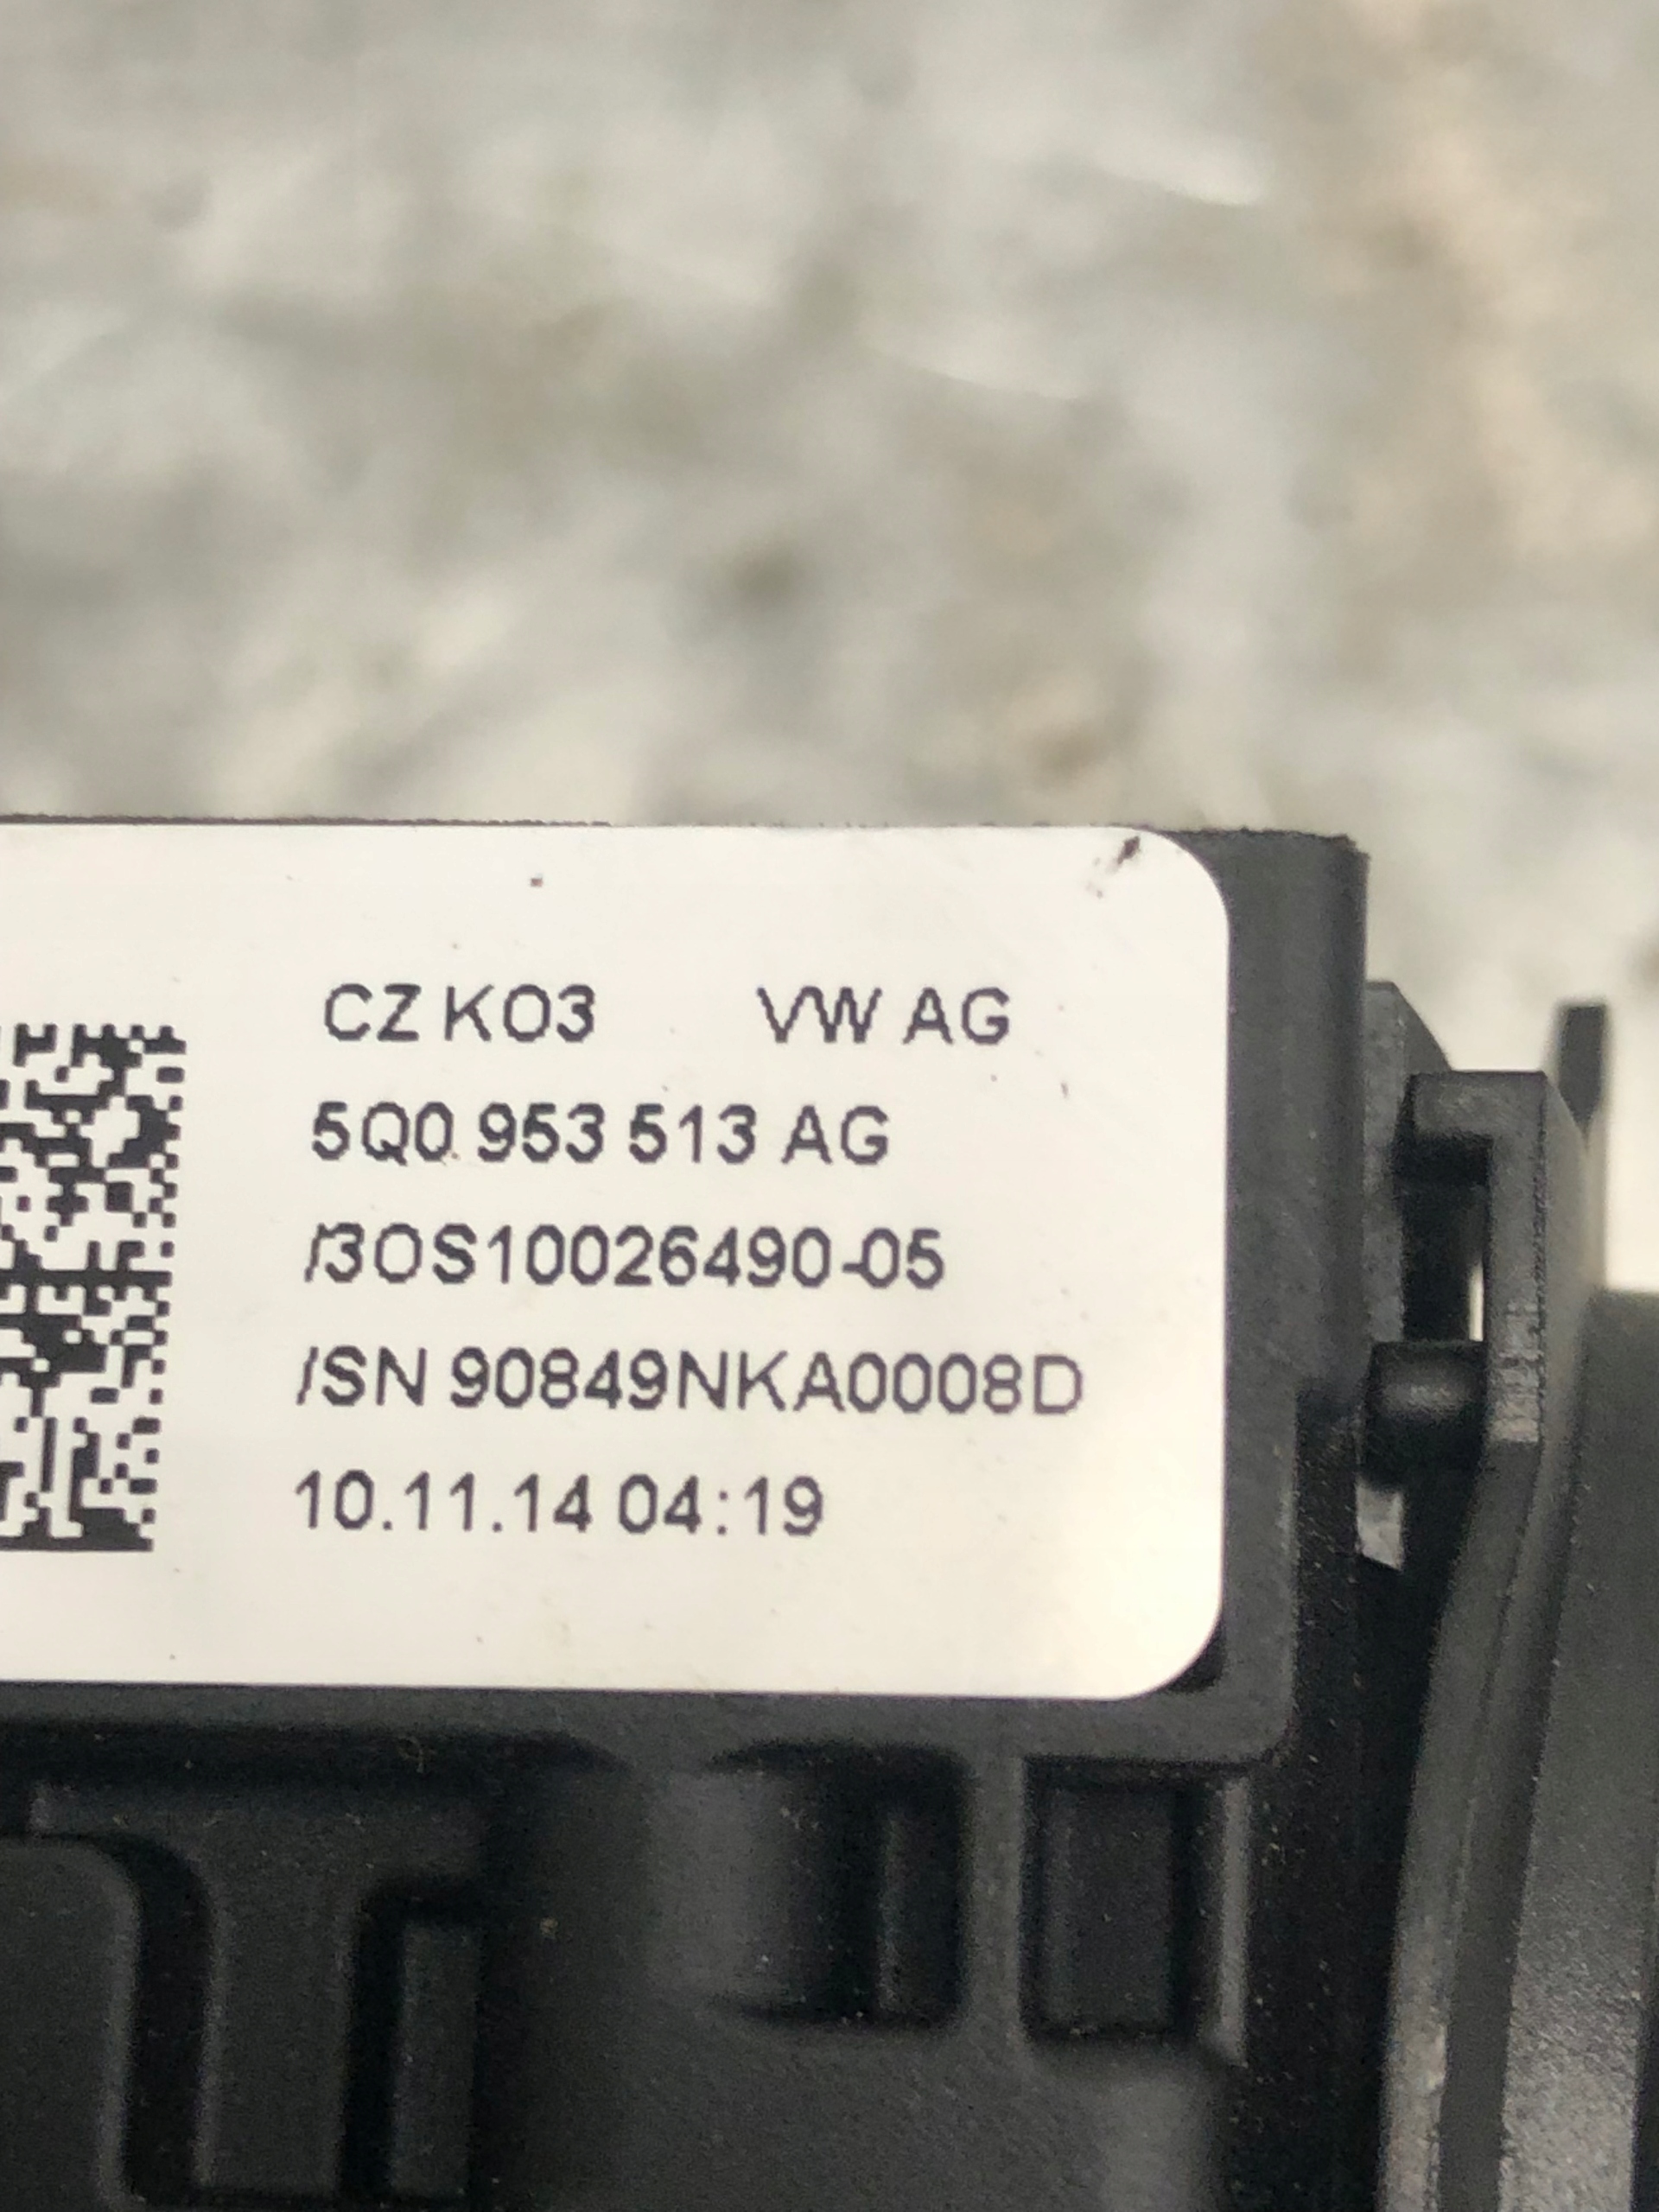 CZ KO3 VW AG
5Q0 953 513 AG
/3OS10026490-05
/SN 90849NKA0008D
10.11.14 04:19